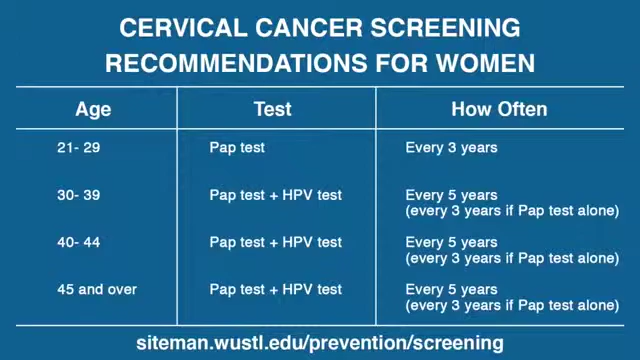 CERVICAL CANCER SCREENING
RECOMMENDATIONS FOR WOMEN
Age Test How Often
21- 29 Pap test Every 3 years
30- 39 Pap test + HPV test Every 5 years
(every 3 years if Pap test alone)
40- 44 Pap test + HPV test Every 5 years
(every 3 years if Pap test alone)
45 and over Pap test + HPV test Every 5 years
(every 3 years if Pap test alone)
siteman.wustl.edu/prevention/screening